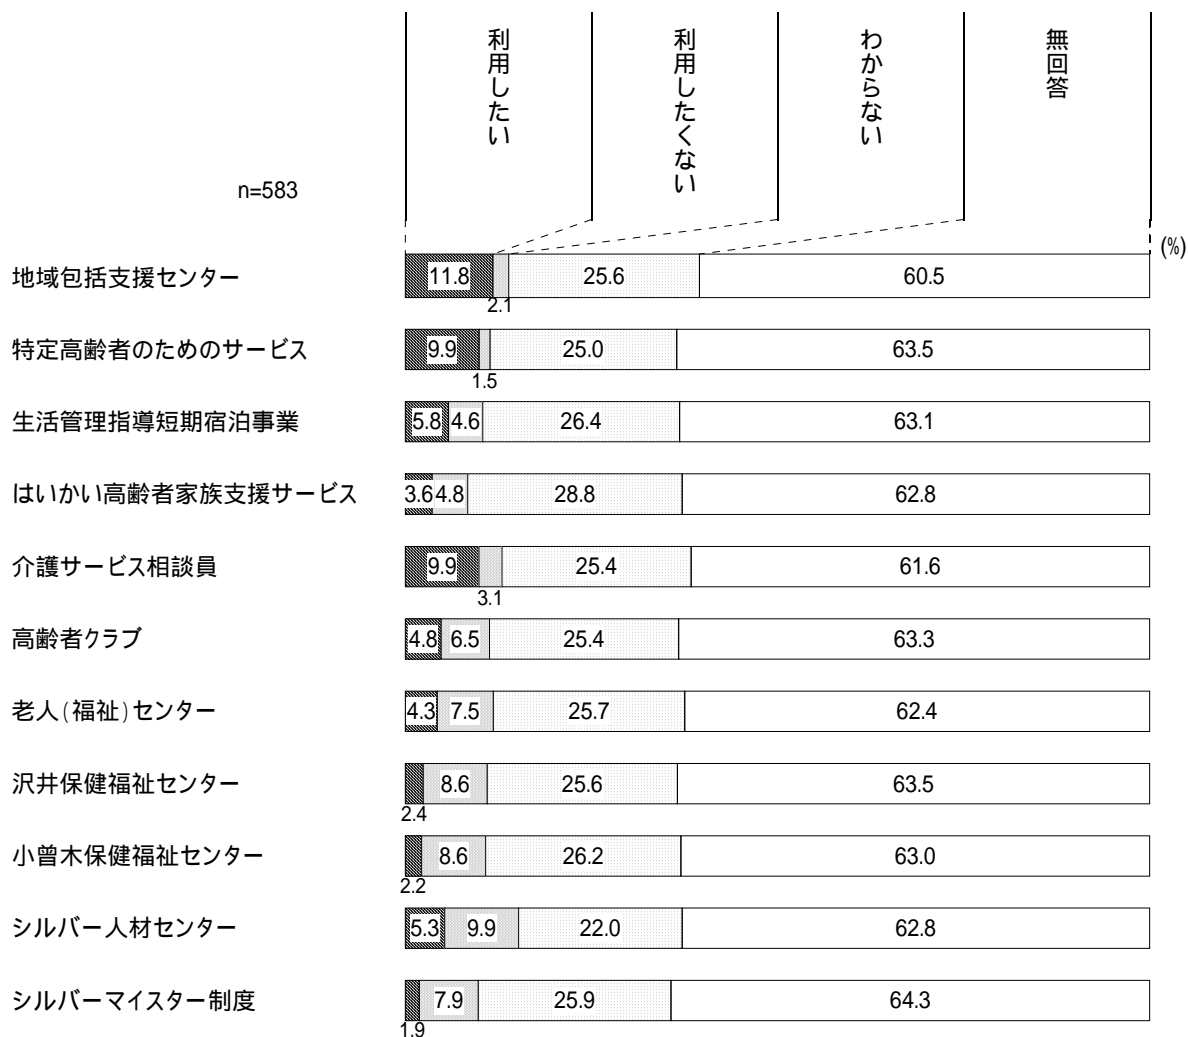 利用したい
利用したくない
わからない
無回答
n=583
(%)
地域包括支援センター
11.8
2.1
25.6
60.5
特定高齢者のためのサービス
9.9
1.5
25.0
63.5
生活管理指導短期宿泊事業
5.8
4.6
26.4
63.1
はいかい高齢者家族支援サービス
3.6
4.8
28.8
62.8
介護サービス相談員
9.9
3.1
25.4
61.6
高齢者クラブ
4.8
6.5
25.4
63.3
老人(福祉)センター
4.3
7.5
25.7
62.4
沢井保健福祉センター
2.4
8.6
25.6
63.5
小曾木保健福祉センター
2.2
8.6
26.2
63.0
シルバー人材センター
5.3
9.9
22.0
62.8
シルバーマイスター制度
1.9
7.9
25.9
64.3